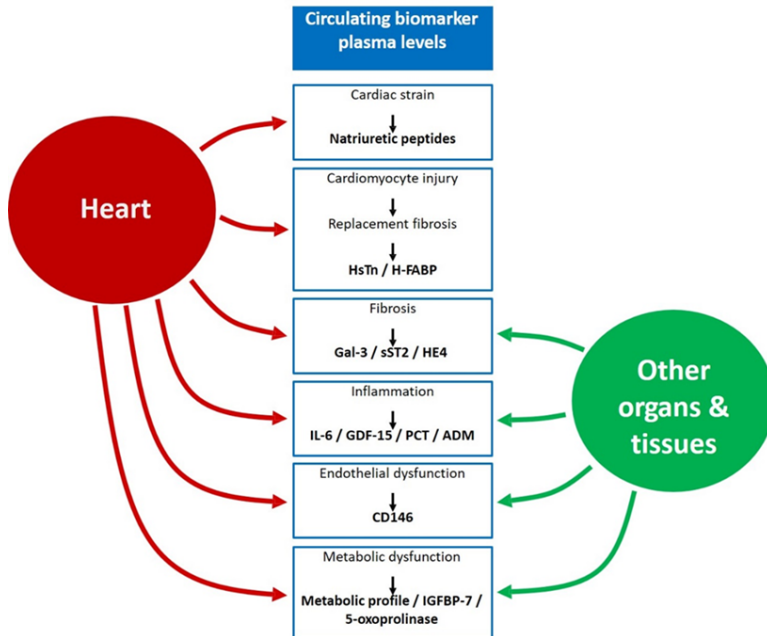 Circulating biomarker
plasma levels
Cardiac strain
Natriuretic peptides
Cardiomyocyte injury
Replacement fibrosis
HsTn / H-FABP
Heart
Fibrosis
Gal-3 / sST2 / HE4
Inflammation
IL-6 / GDF-15 / PCT / ADM
Endothelial dysfunction
CD146
Metabolic dysfunction
Metabolic profile / IGFBP-7 /
5-oxoprolinase
Other
organs &
tissues